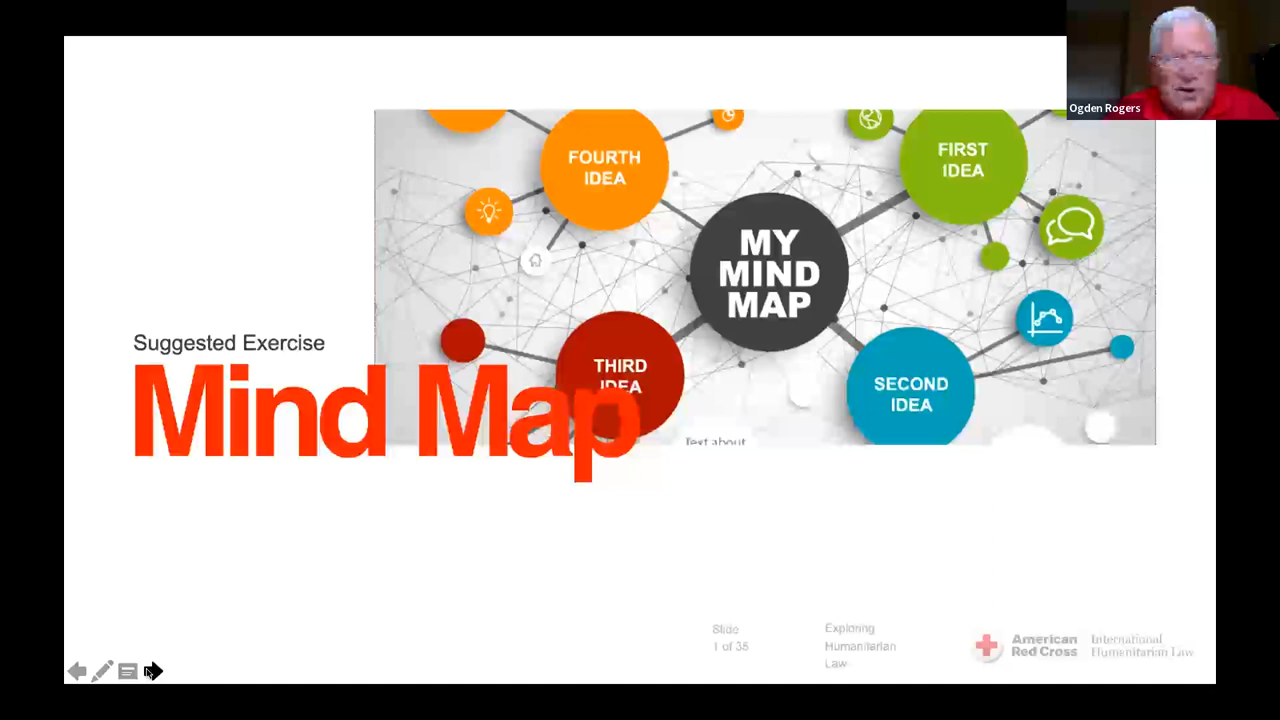 Ogden Rogers
FOURTH
IDEA
FIRST
IDEA
MY
MIND
MAP
THIRD
IDEA
SECOND
IDEA
Text about
Suggested Exercise
Mind Map
Slide
1 of 35
Exploring
Humanitarian
Law
American
Red Cross
International
Humanitarian Law